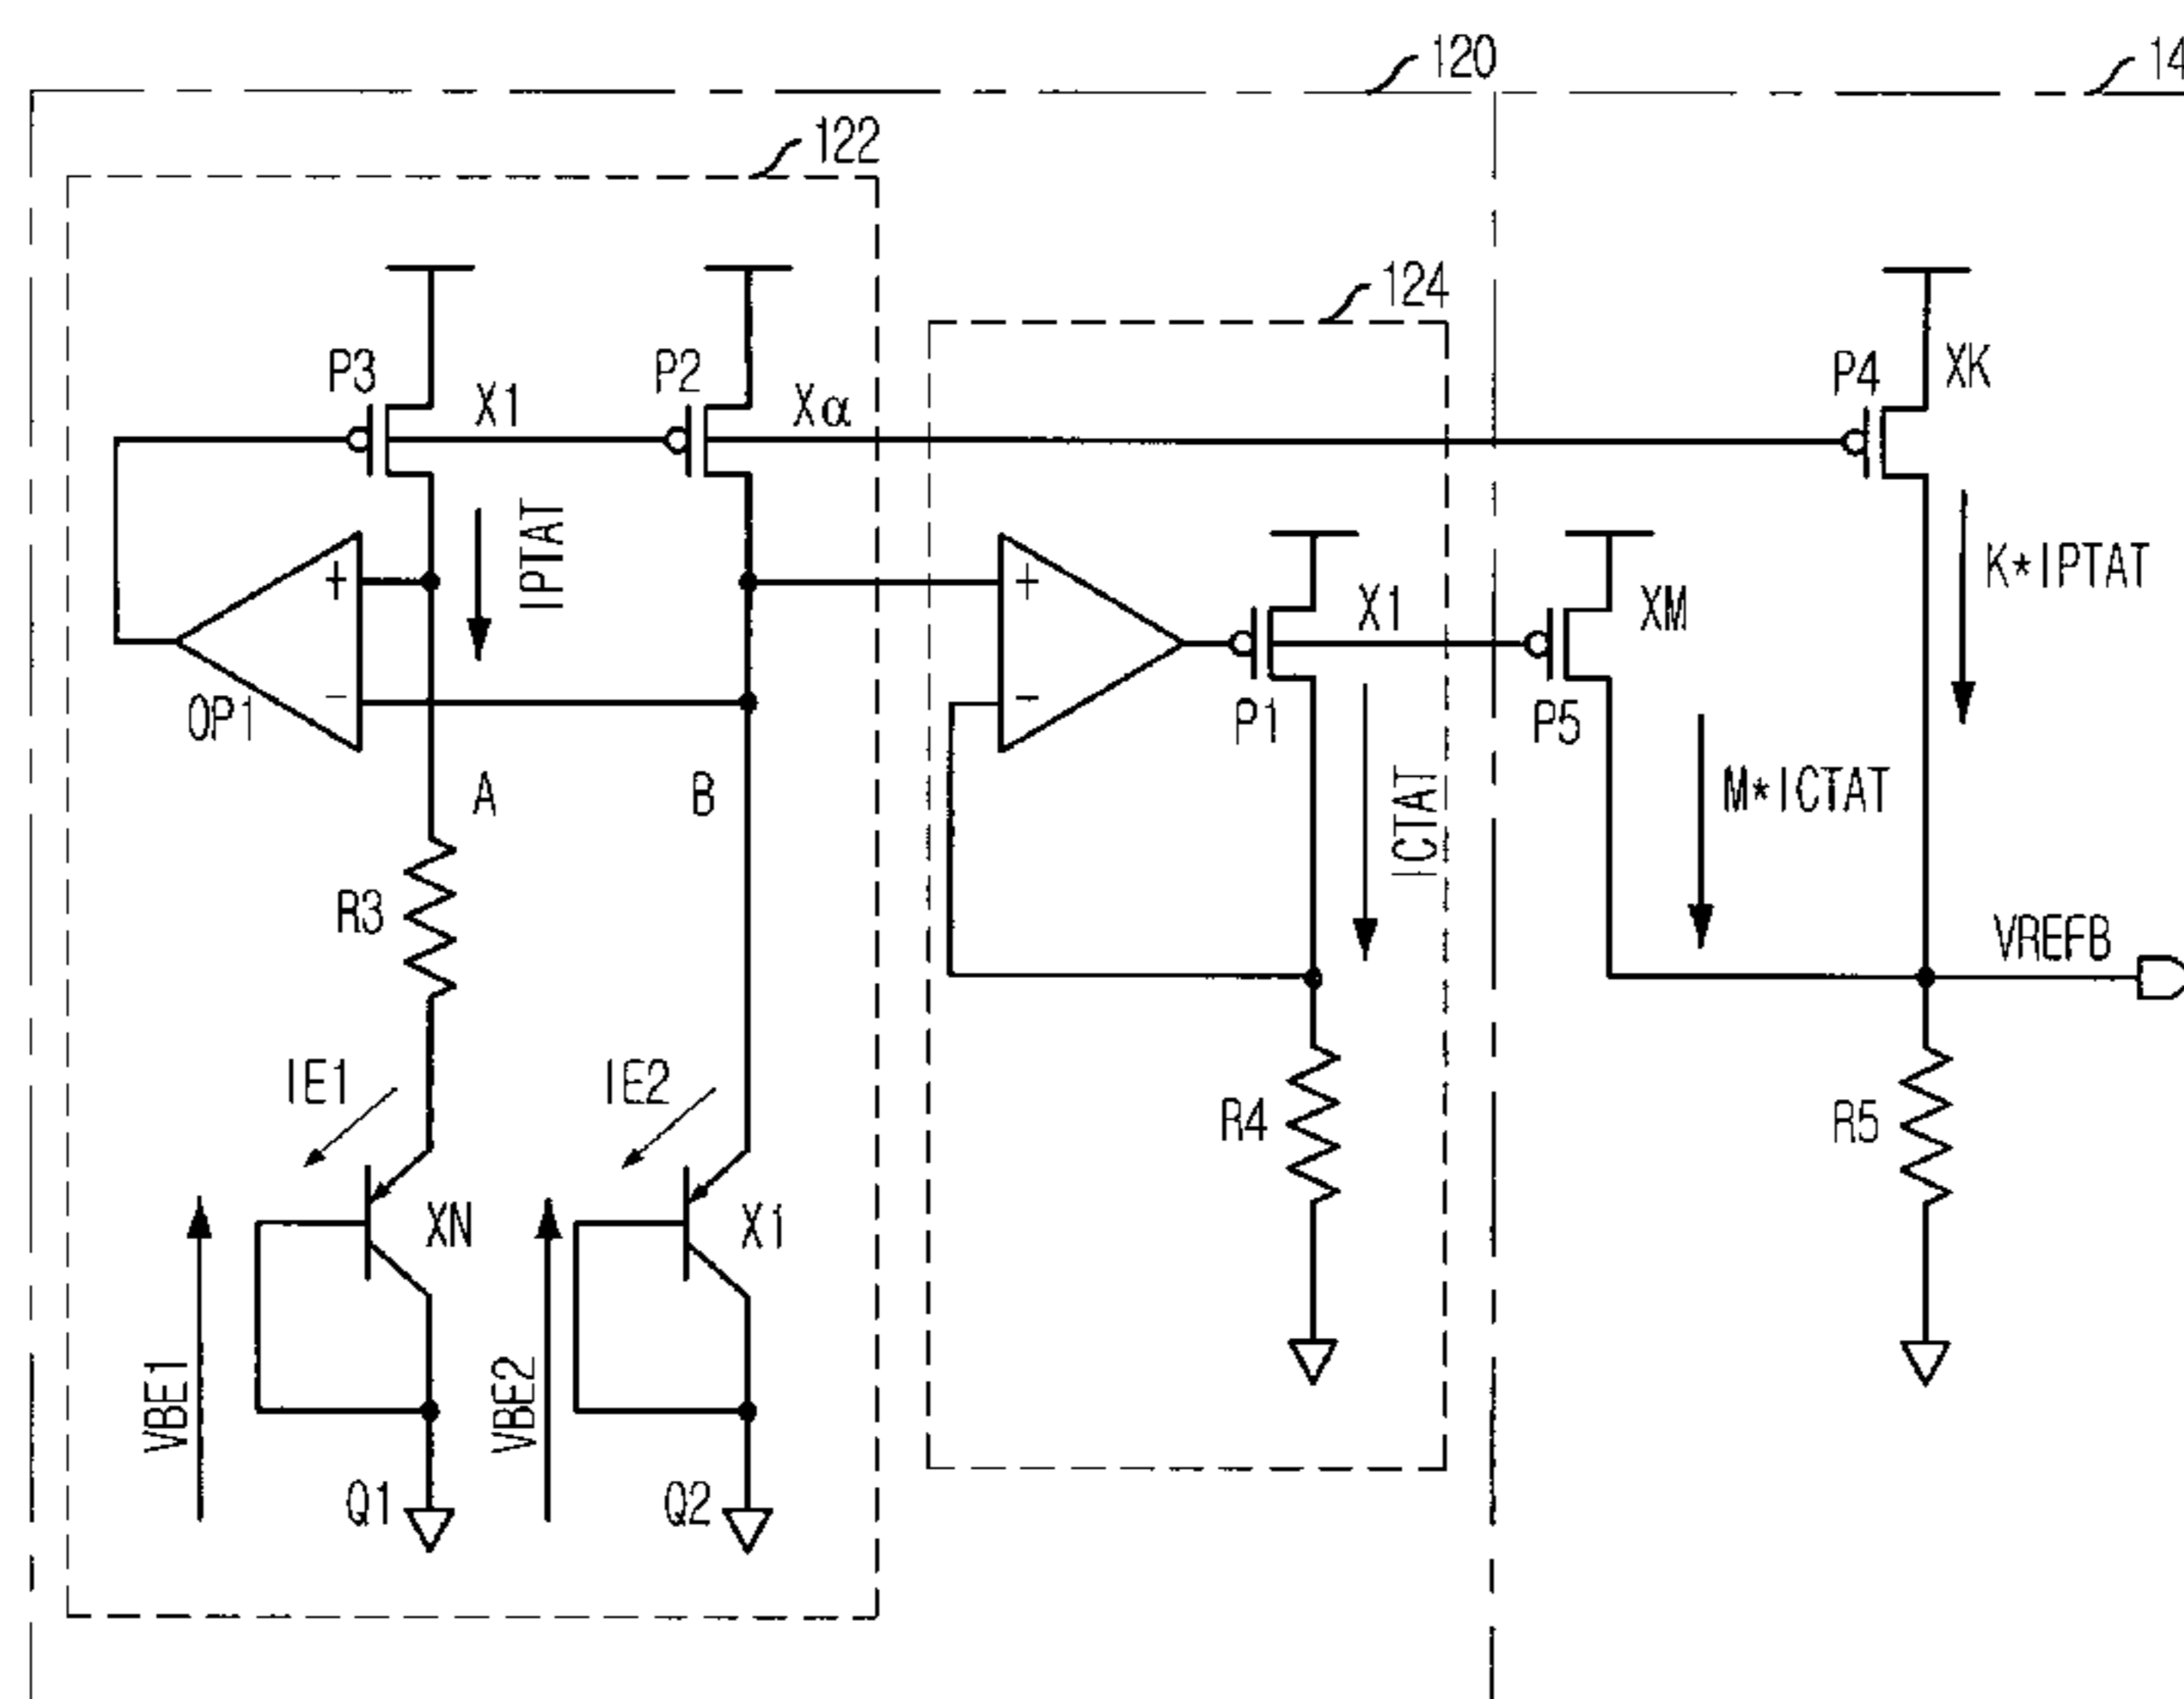 120
14
122
124
P3
X1
P2
Xα
P4
XK
IPTAT
K*IPTAT
+
+
X1
XM
−
−
OP1
P1
P5
A
B
ICTAT
M*ICTAT
R3
VREFB
IE1
IE2
R4
R5
XN
X1
VBE1
VBE2
Q1
Q2